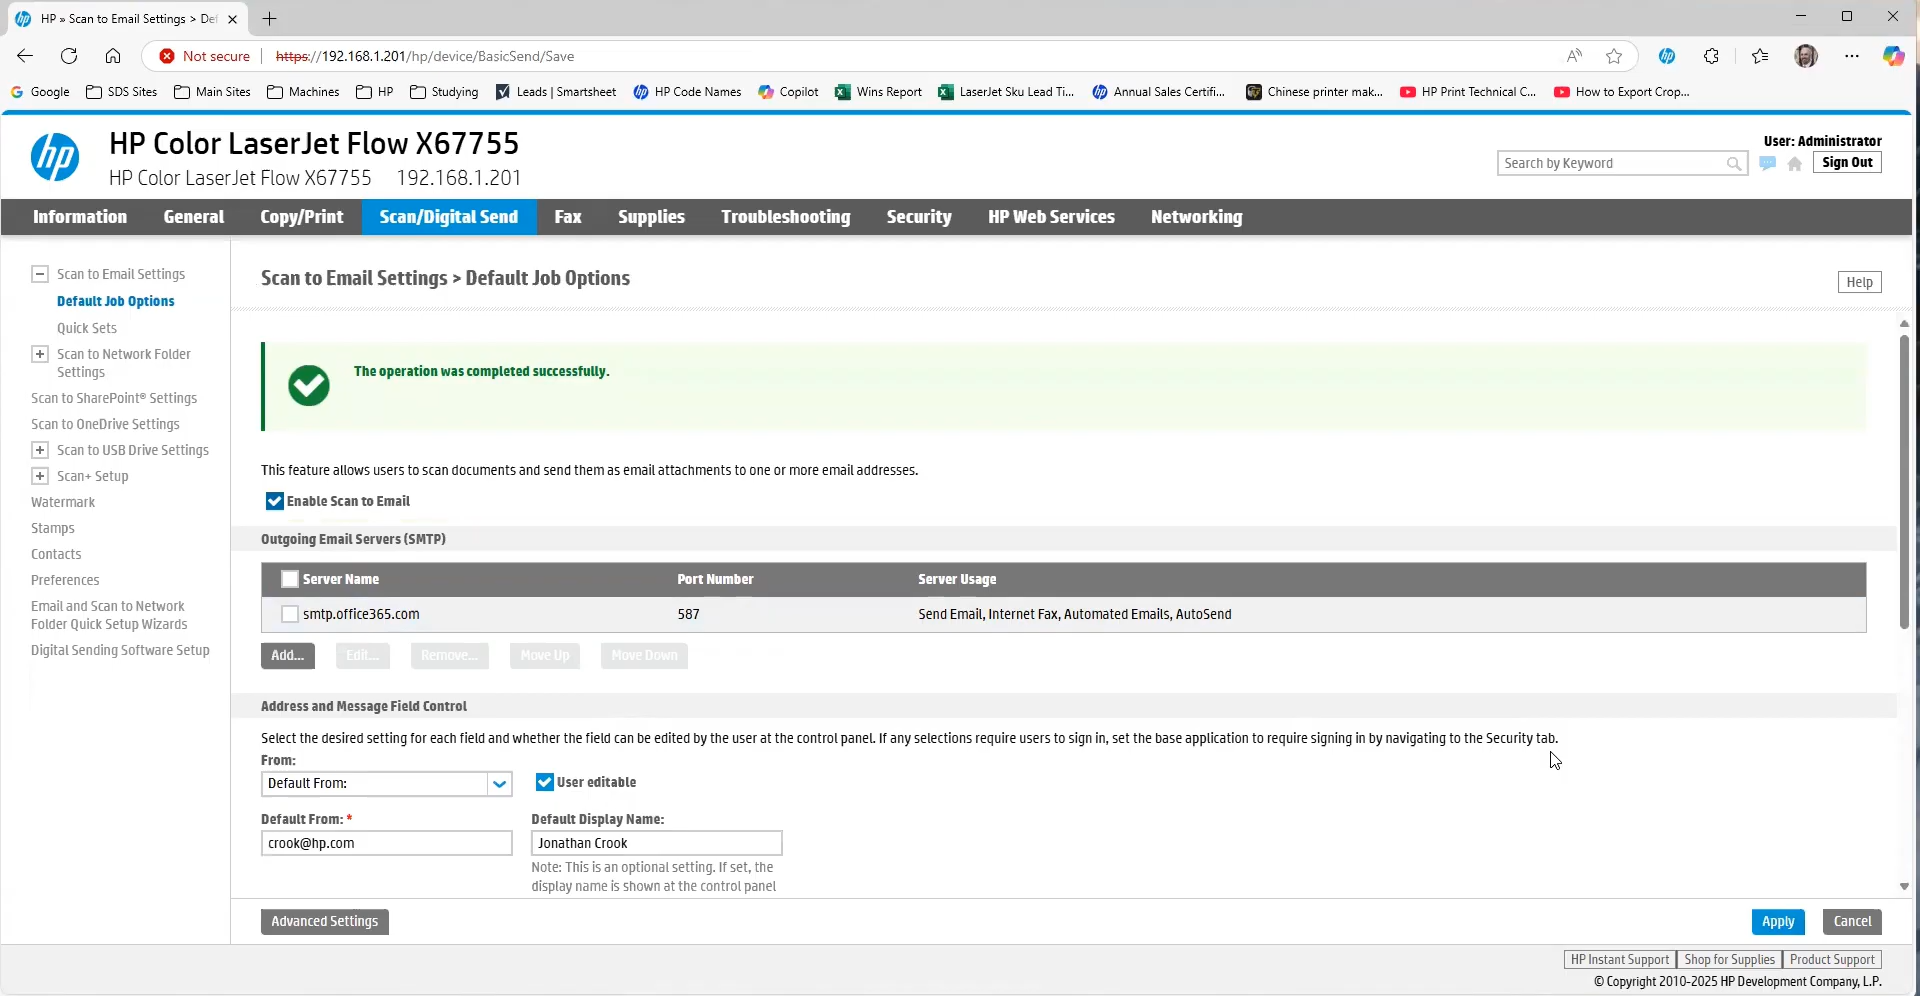 HP » Scan to Email Settings > Def
Not secure
https://192.168.1.201/hp/device/BasicSend/Save
Google
SDS Sites
Main Sites
Machines
HP
Studying
Leads | Smartsheet
HP Code Names
Copilot
Wins Report
LaserJet Sku Lead Ti...
Annual Sales Certifi...
Chinese printer mak...
HP Print Technical C...
How to Export Crop...
hp
HP Color LaserJet Flow X67755
HP Color LaserJet Flow X67755 192.168.1.201
User: Administrator
Search by Keyword
Sign Out
Information
General
Copy/Print
Scan/Digital Send
Fax
Supplies
Troubleshooting
Security
HP Web Services
Networking
Scan to Email Settings
Default Job Options
Quick Sets
Scan to Network Folder
Settings
Scan to SharePoint® Settings
Scan to OneDrive Settings
Scan to USB Drive Settings
Scan+ Setup
Watermark
Stamps
Contacts
Preferences
Email and Scan to Network
Folder Quick Setup Wizards
Digital Sending Software Setup
Scan to Email Settings > Default Job Options
Help
The operation was completed successfully.
This feature allows users to scan documents and send them as email attachments to one or more email addresses.
Enable Scan to Email
Outgoing Email Servers (SMTP)
Server Name Port Number Server Usage
smtp.office365.com 587 Send Email, Internet Fax, Automated Emails, AutoSend
Add... Edit... Remove... Move Up Move Down
Address and Message Field Control
Select the desired setting for each field and whether the field can be edited by the user at the control panel. If any selections require users to sign in, set the base application to require signing in by navigating to the Security tab.
From:
Default From: User editable
Default From: * Default Display Name:
crook@hp.com Jonathan Crook
Note: This is an optional setting. If set, the
display name is shown at the control panel
Advanced Settings
Apply Cancel
HP Instant Support Shop for Supplies Product Support
© Copyright 2010-2025 HP Development Company, L.P.